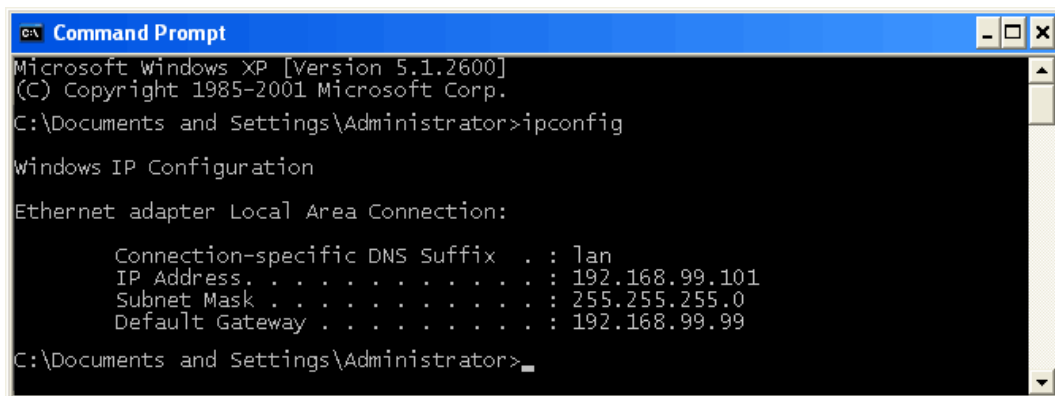 Command Prompt
Microsoft Windows XP [Version 5.1.2600]
(C) Copyright 1985-2001 Microsoft Corp.
C:\Documents and Settings\Administrator>ipconfig
Windows IP Configuration
Ethernet adapter Local Area Connection:
Connection-specific DNS Suffix . : lan
IP Address. . . . . . . . . . . . : 192.168.99.101
Subnet Mask . . . . . . . . . . . : 255.255.255.0
Default Gateway . . . . . . . . . : 192.168.99.99
C:\Documents and Settings\Administrator>_